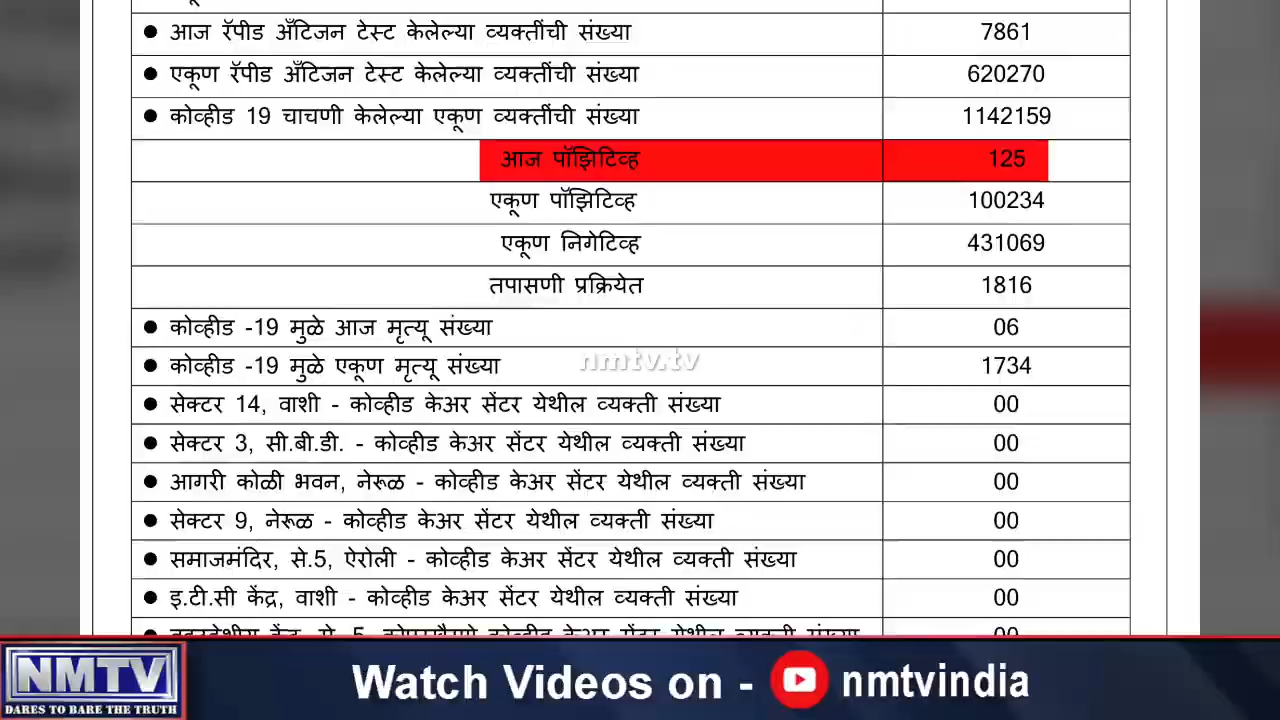 ● आज रॅपीड अँटिजन टेस्ट केलेल्या व्यक्तींची संख्या 7861
● एकूण रॅपीड अँटिजन टेस्ट केलेल्या व्यक्तींची संख्या 620270
● कोव्हीड 19 चाचणी केलेल्या एकूण व्यक्तींची संख्या 1142159
आज पॉझिटिव्ह 125
एकूण पॉझिटिव्ह 100234
एकूण निगेटिव्ह 431069
तपासणी प्रक्रियेत 1816
● कोव्हीड -19 मुळे आज मृत्यू संख्या 06
● कोव्हीड -19 मुळे एकूण मृत्यू संख्या 1734
nmtv.tv
● सेक्टर 14, वाशी - कोव्हीड केअर सेंटर येथील व्यक्ती संख्या 00
● सेक्टर 3, सी.बी.डी. - कोव्हीड केअर सेंटर येथील व्यक्ती संख्या 00
● आगरी कोळी भवन, नेरूळ - कोव्हीड केअर सेंटर येथील व्यक्ती संख्या 00
● सेक्टर 9, नेरूळ - कोव्हीड केअर सेंटर येथील व्यक्ती संख्या 00
● समाजमंदिर, से.5, ऐरोली - कोव्हीड केअर सेंटर येथील व्यक्ती संख्या 00
● इ.टी.सी केंद्र, वाशी - कोव्हीड केअर सेंटर येथील व्यक्ती संख्या 00
NMTV
DARES TO BARE THE TRUTH
Watch Videos on - nmtvindia